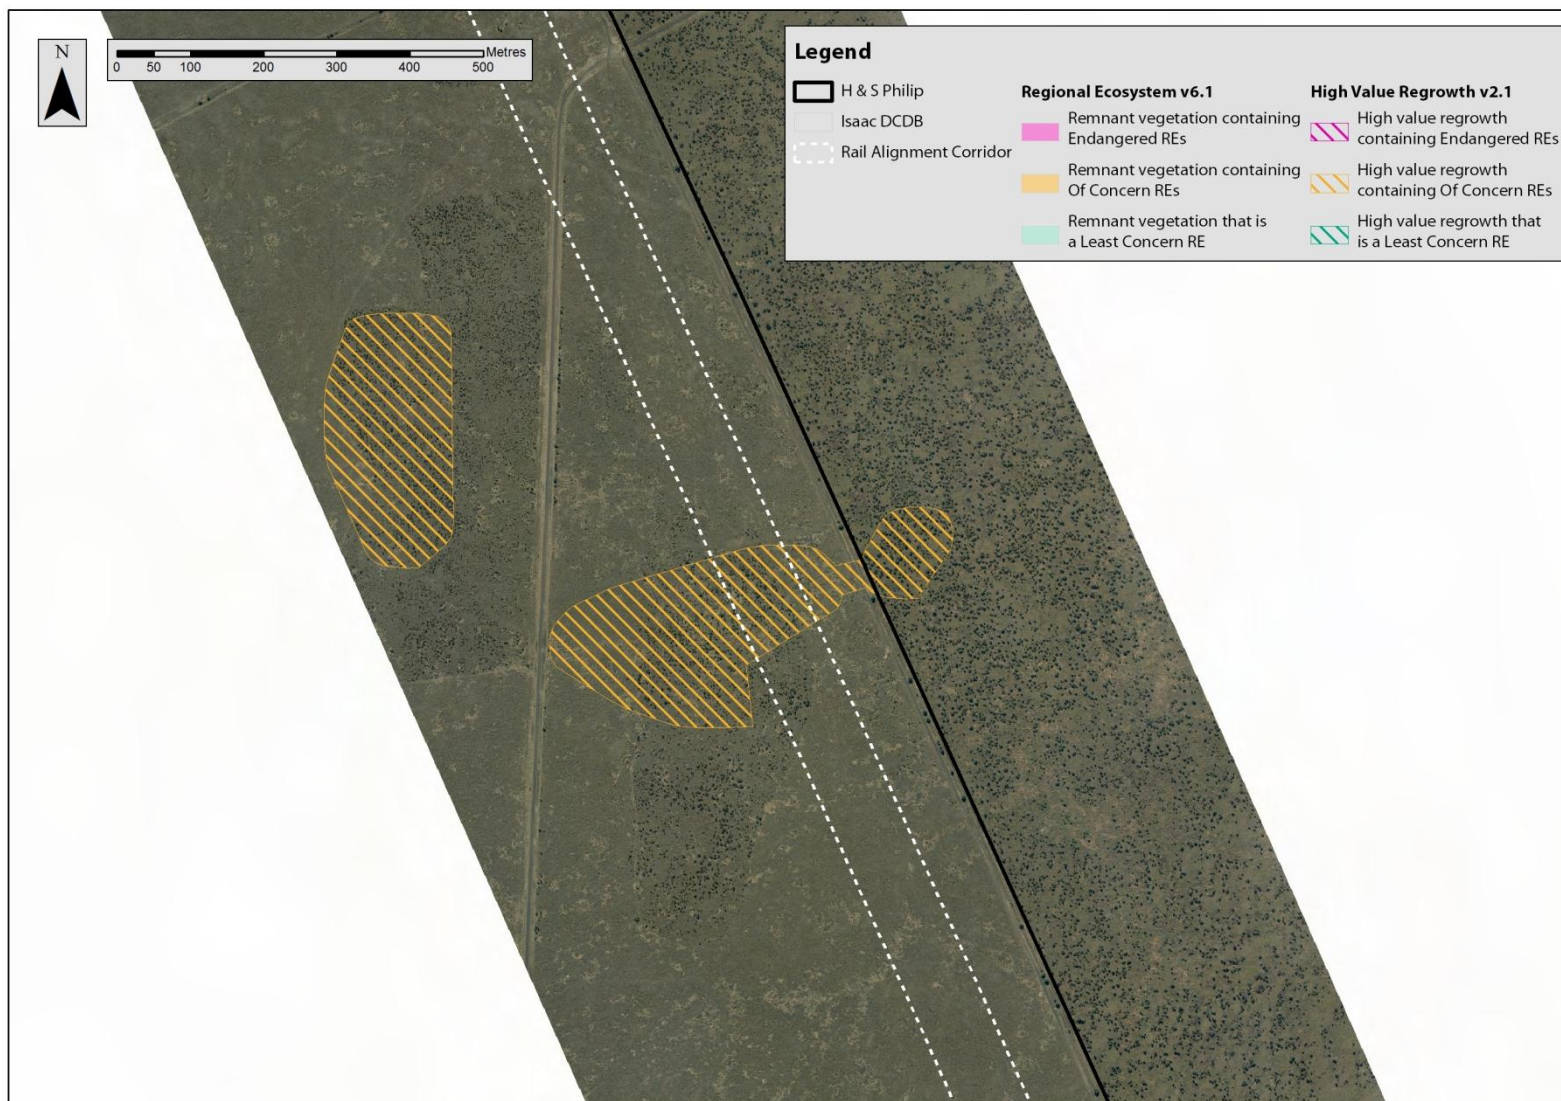 N
Metres
0 50 100 200 300 400 500
Legend
H & S Philip
Isaac DCDB
Rail Alignment Corridor
Regional Ecosystem v6.1
Remnant vegetation containing
Endangered REs
Remnant vegetation containing
Of Concern REs
Remnant vegetation that is
a Least Concern RE
High Value Regrowth v2.1
High value regrowth
containing Endangered REs
High value regrowth
containing Of Concern REs
High value regrowth that
is a Least Concern RE